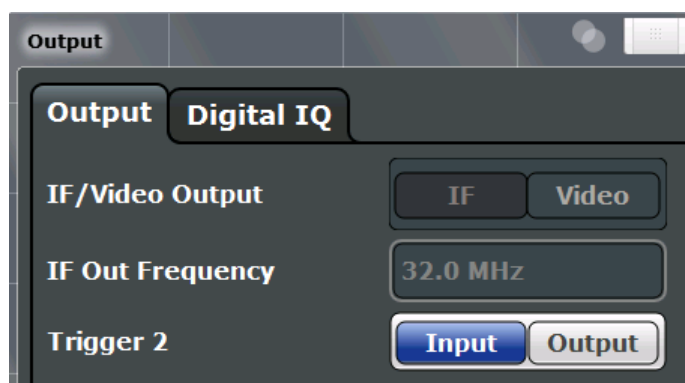 Output
Output Digital IQ
IF/Video Output IF Video
IF Out Frequency 32.0 MHz
Trigger 2 Input Output